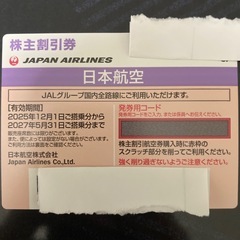 株主割引券
JAPAN AIRLINES
日本航空
JALグループ国内全路線にご利用いただけます。
[有効期間]
2025年12月1日ご搭乗分から
2027年5月31日ご搭乗分まで
日本航空株式会社
Japan Airlines Co.,Ltd.
発券用コード
株主割引航空券購入時に赤枠の
スクラッチ部分を削ってご利用ください。
強く削り過ぎないようご注意ください。